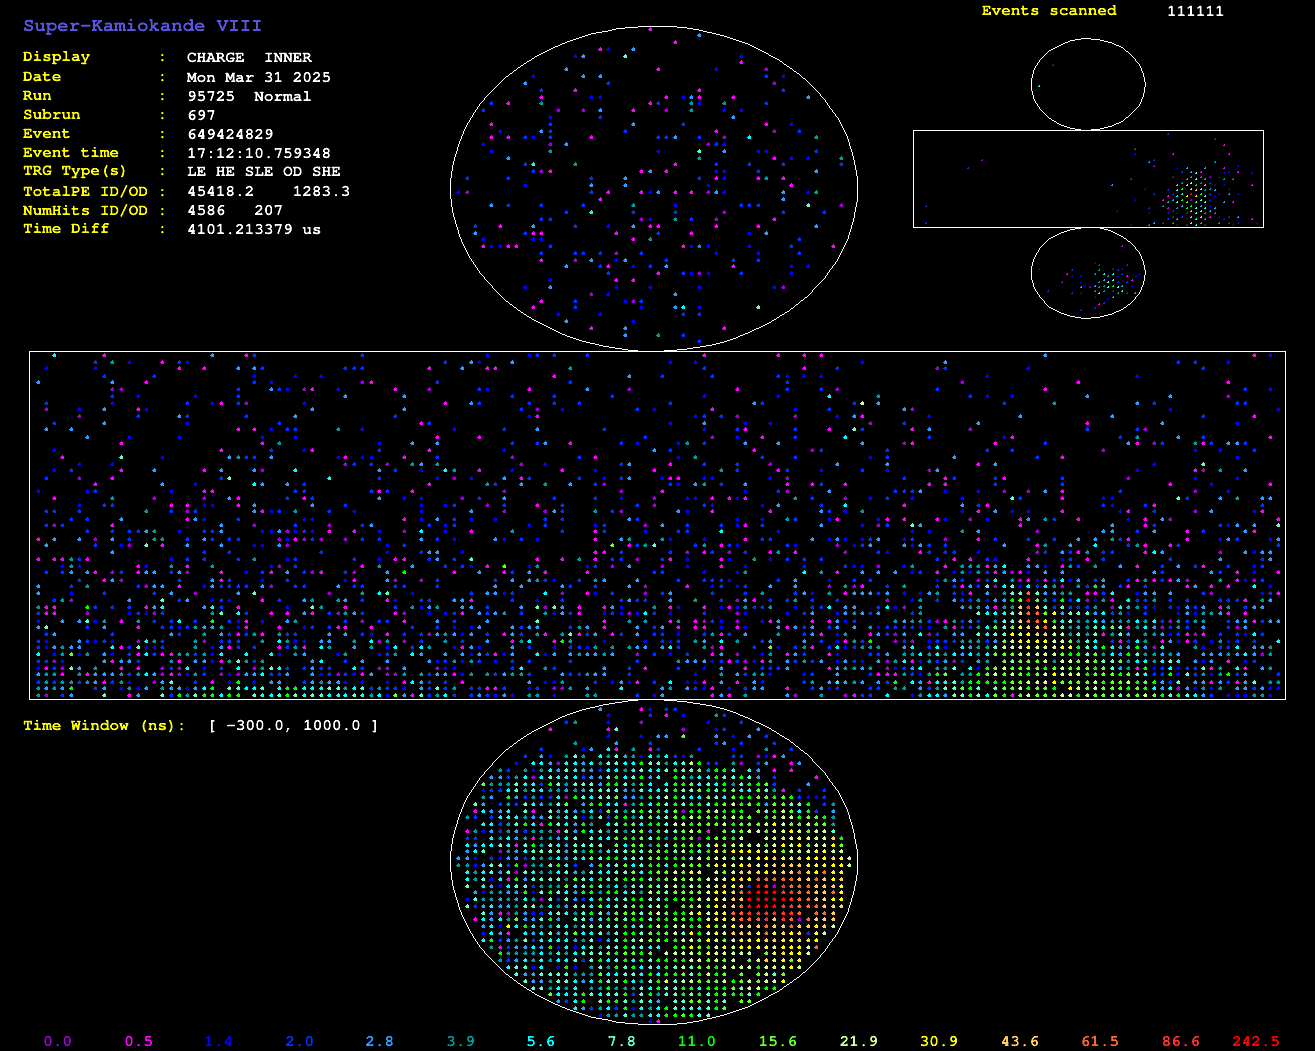 Super-Kamiokande VIII
Events scanned 111111
Display : CHARGE INNER
Date : Mon Mar 31 2025
Run : 95725 Normal
Subrun : 697
Event : 649424829
Event time : 17:12:10.759348
TRG Type(s) : LE HE SLE OD SHE
TotalPE ID/OD : 45418.2 1283.3
NumHits ID/OD : 4586 207
Time Diff : 4101.213379 us
Time Window (ns): [ -300.0, 1000.0 ]
0.0 0.5 1.4 2.0 2.8 3.9 5.6 7.8 11.0 15.6 21.9 30.9 43.6 61.5 86.6 242.5